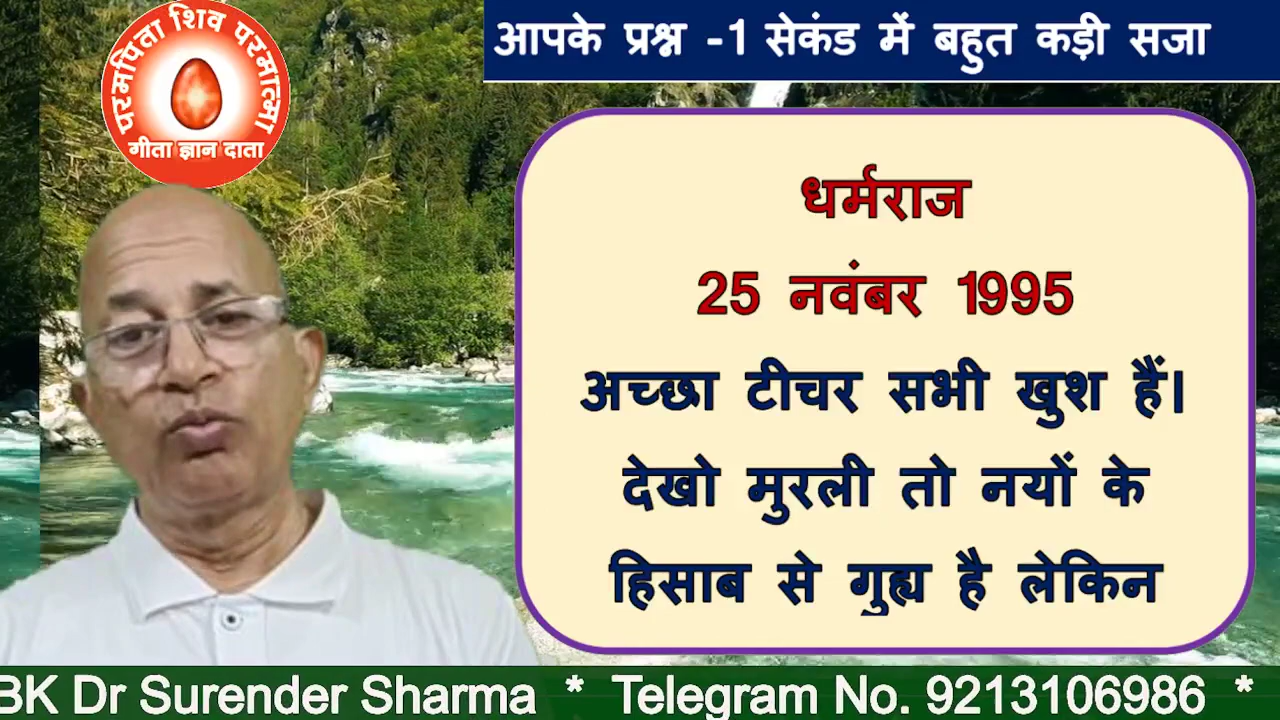 परमपिता शिव परमात्मा
गीता ज्ञान दाता
आपके प्रश्न -1 सेकंड में बहुत कड़ी सजा
धर्मराज
25 नवंबर 1995
अच्छा टीचर सभी खुश हैं।
देखो मुरली तो नयों के
हिसाब से गुह्य है लेकिन
BK Dr Surender Sharma * Telegram No. 9213106986 *